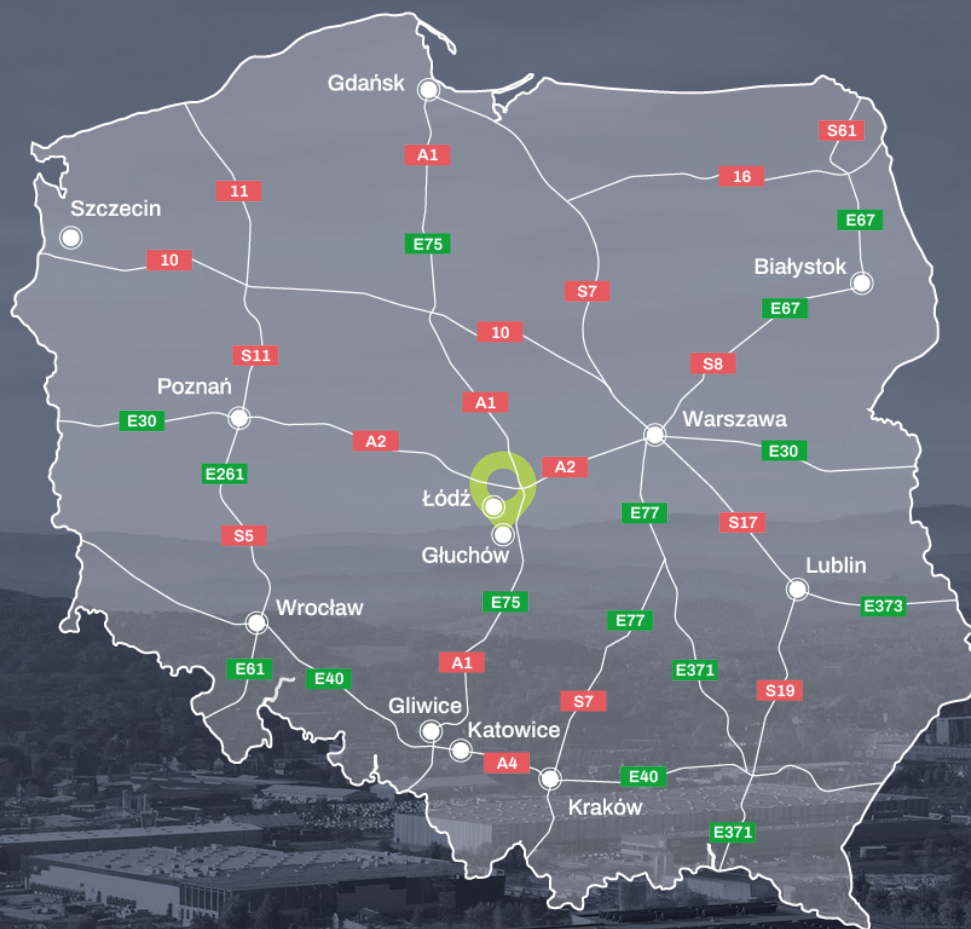 Gdańsk
S61
A1
16
11
Szczecin
E67
E75
10
Białystok
S7
E67
10
S11
S8
Poznań
A1
Warszawa
E30
A2
E30
A2
E261
Łódź
E77
S17
S5
Głuchów
Lublin
E75
E373
Wrocław
E77
A1
E61
E371
E40
S19
Gliwice
S7
Katowice
A4
E40
Kraków
E371